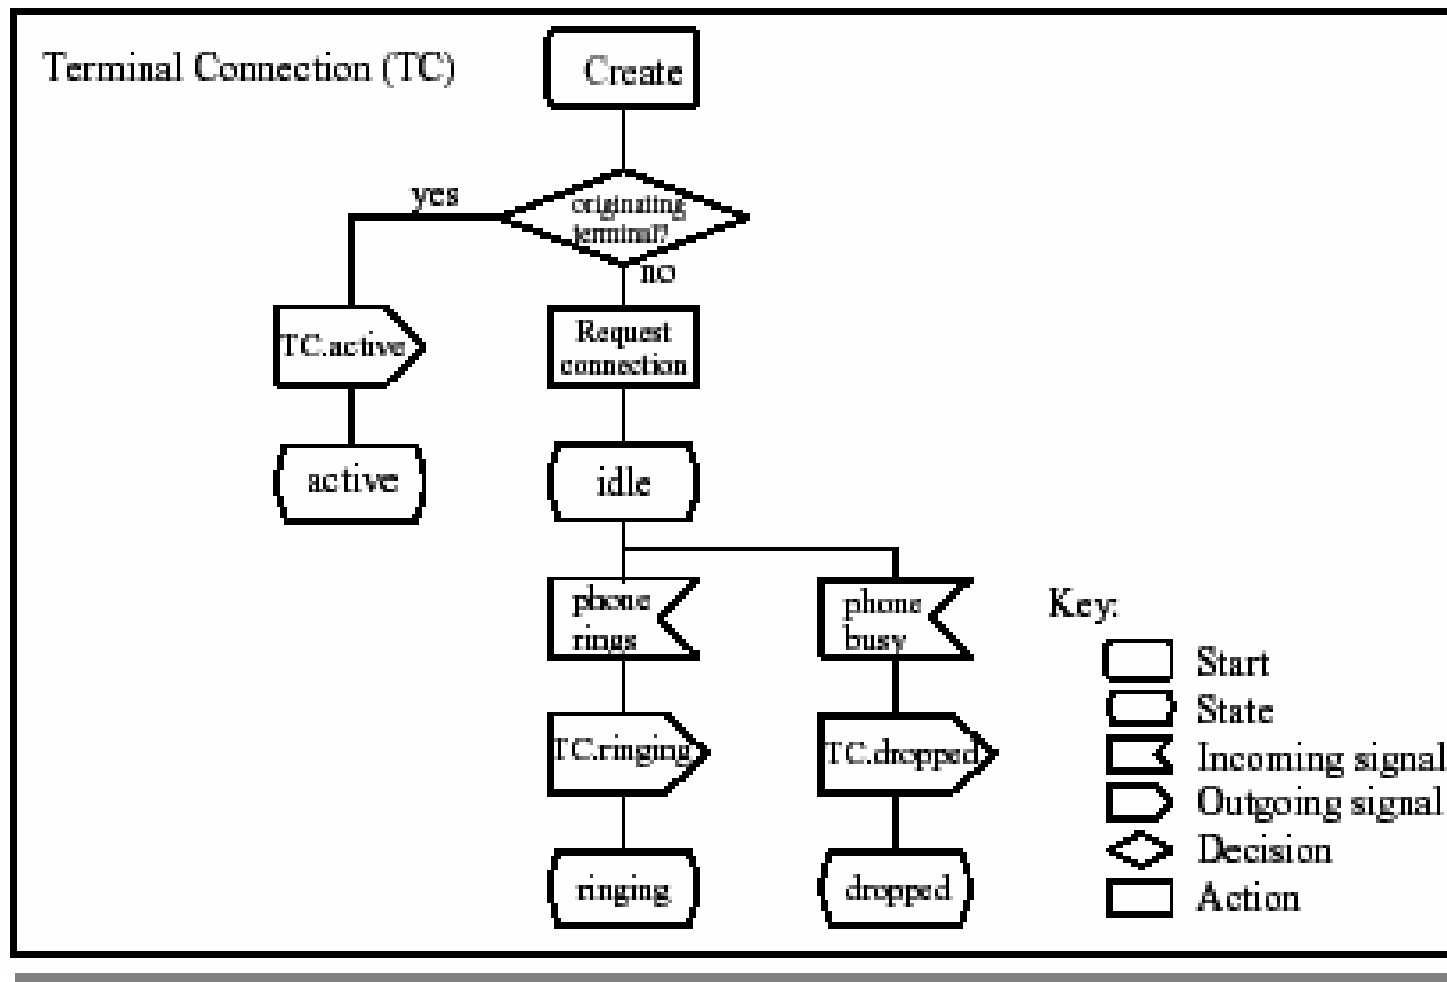 Terminal Connection (TC)
Create
yes
originating
terminal?
no
TC.active
Request
connection
active
idle
phone
rings
phone
busy
TC.ringing
TC.dropped
ringing
dropped
Key:
Start
State
Incoming signal
Outgoing signal
Decision
Action